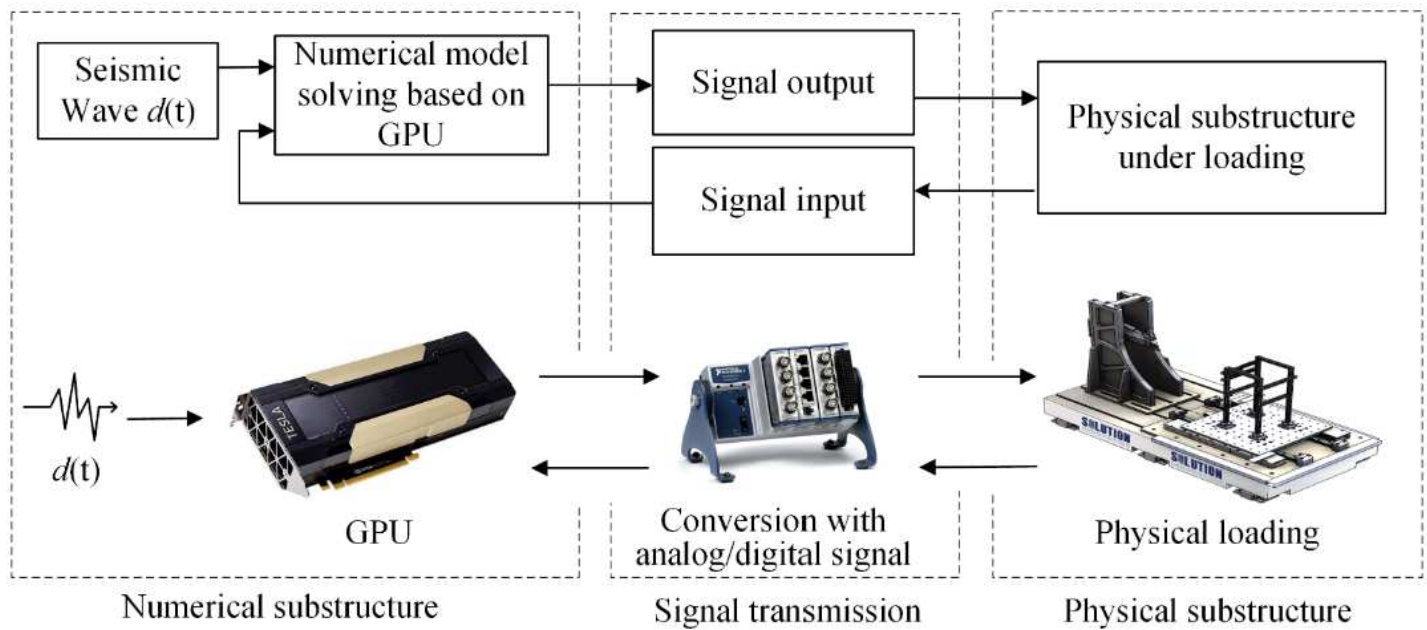 Seismic
Wave d(t)
Numerical model
solving based on
GPU
Signal output
Signal input
Physical substructure
under loading
d(t)
TESLA
GPU
Conversion with
analog/digital signal
SOLUTION
SOLUTION
Physical loading
Numerical substructure
Signal transmission
Physical substructure